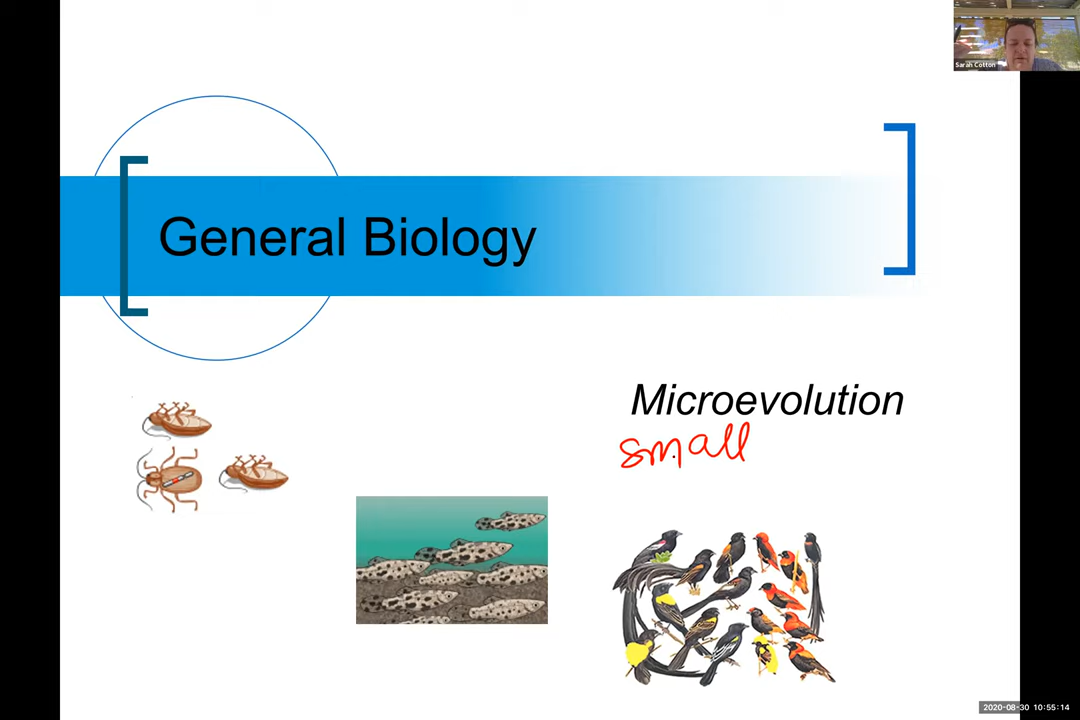 Sarah Cotton
General Biology
Microevolution
small
2020-08-30 10:55:14